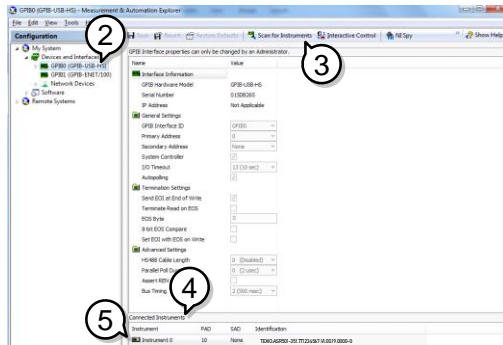 GPIB0 (GPIB-USB-HS) - Measurement & Automation Explorer
File Edit View Tools Help
Configuration
My System
Devices and Interfaces
GPIB0 (GPIB-USB-HS)
GPIB1 (GPIB-ENET/100)
Network Devices
Software
Remote Systems
2
Save Revert Restore Defaults Scan for Instruments Interactive Control NI Spy Show Help
3
GPIB Interface properties can only be changed by an Administrator.
Name Value
Interface Information
GPIB Hardware Model GPIB-USB-HS
Serial Number 015DB265
IP Address Not Applicable
General Settings
GPIB Interface ID GPIB0
Primary Address 0
Secondary Address None
System Controller
I/O Timeout 13 (10 sec)
Autopolling
Termination Settings
Send EOI at End of Write
Terminate Read on EOS
EOS Byte 0
8 bit EOS Compare
Set EOI with EOS on Write
Advanced Settings
HS488 Cable Length 0 (Disabled)
Parallel Poll 0 (2 usec)
Assert
Bus Timing 2 (500 nsec)
4
Connected Instruments
5
Instrument PAD SAD Identification
Instrument 0 10 None